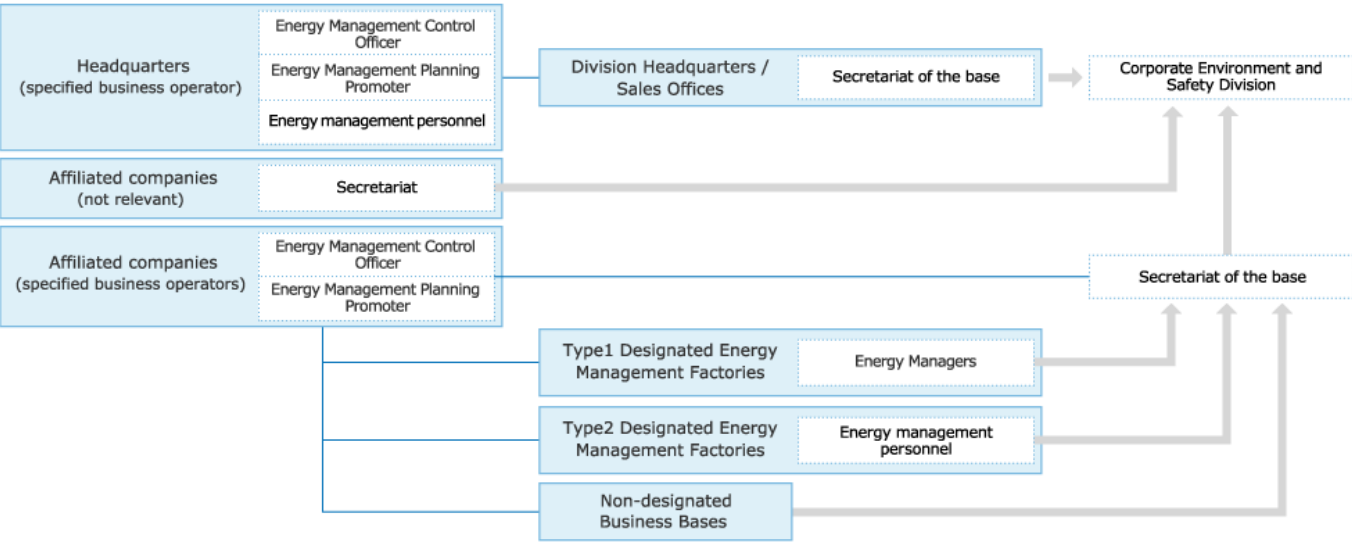 Headquarters
(specified business operator)
Energy Management Control
Officer
Energy Management Planning
Promoter
Energy management personnel
Division Headquarters /
Sales Offices
Secretariat of the base
Corporate Environment and
Safety Division
Affiliated companies
(not relevant)
Secretariat
Affiliated companies
(specified business operators)
Energy Management Control
Officer
Energy Management Planning
Promoter
Secretariat of the base
Type1 Designated Energy
Management Factories
Energy Managers
Type2 Designated Energy
Management Factories
Energy management
personnel
Non-designated
Business Bases